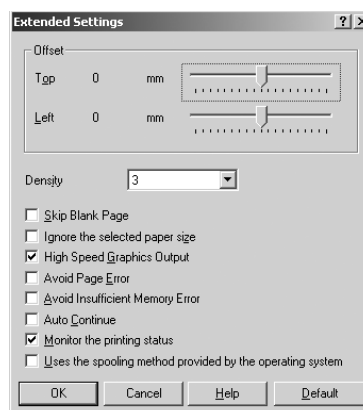 Extended Settings
Offset
Top 0 mm
Left 0 mm
Density 3
Skip Blank Page
Ignore the selected paper size
High Speed Graphics Output
Avoid Page Error
Avoid Insufficient Memory Error
Auto Continue
Monitor the printing status
Uses the spooling method provided by the operating system
OK Cancel Help Default